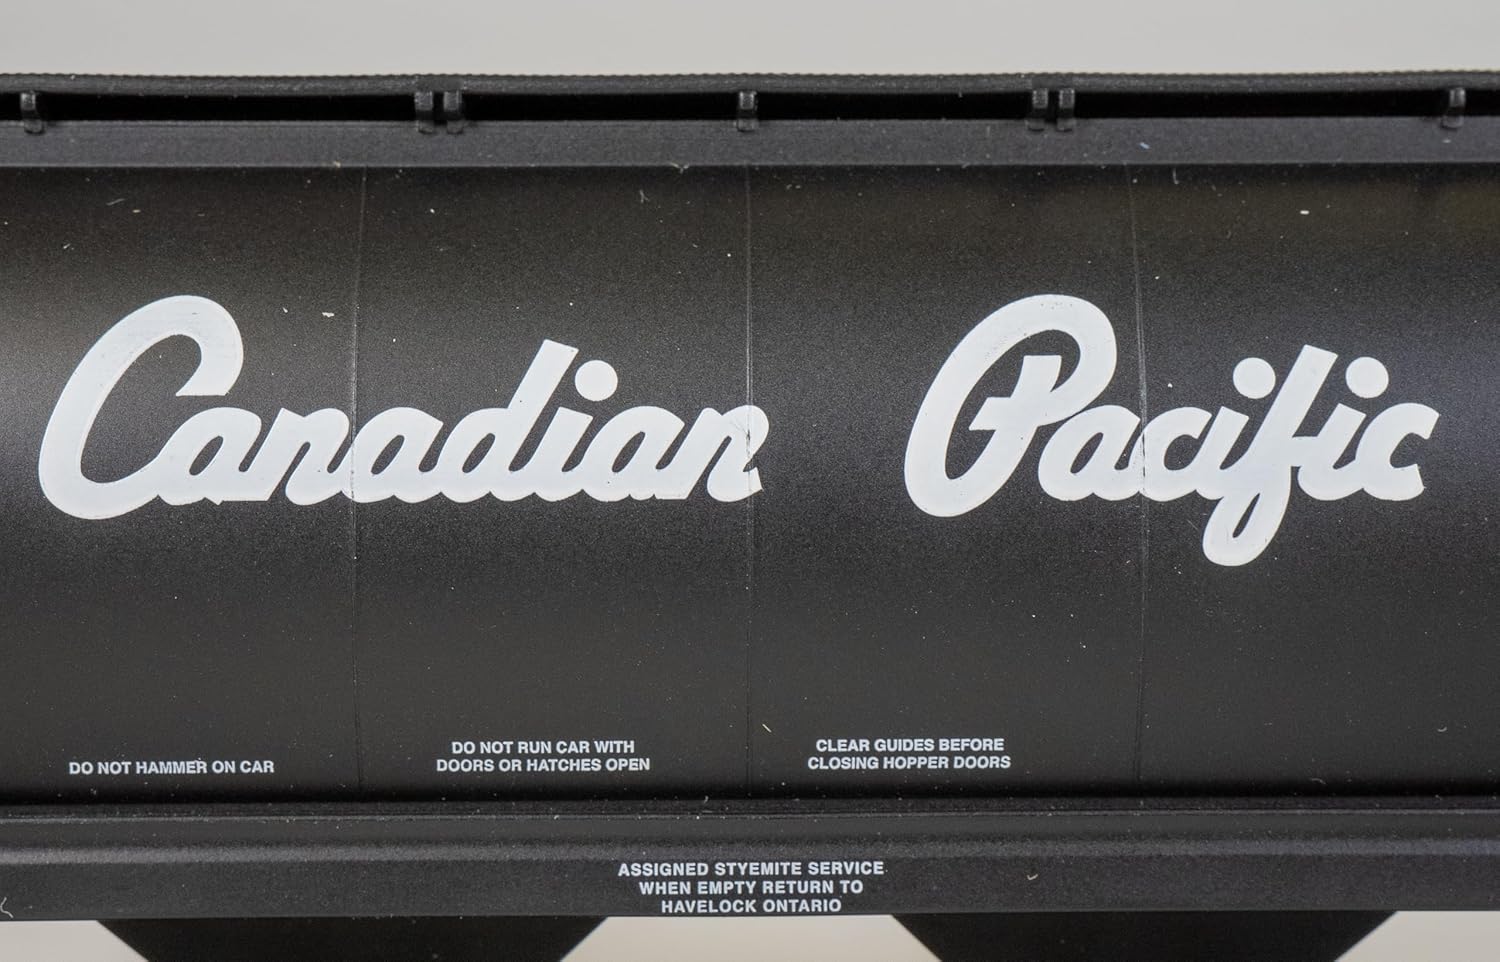 Canadian Pacific
DO NOT HAMMER ON CAR
DO NOT RUN CAR WITH
DOORS OR HATCHES OPEN
CLEAR GUIDES BEFORE
CLOSING HOPPER DOORS
ASSIGNED STYEMITE SERVICE
WHEN EMPTY RETURN TO
HAVELOCK ONTARIO